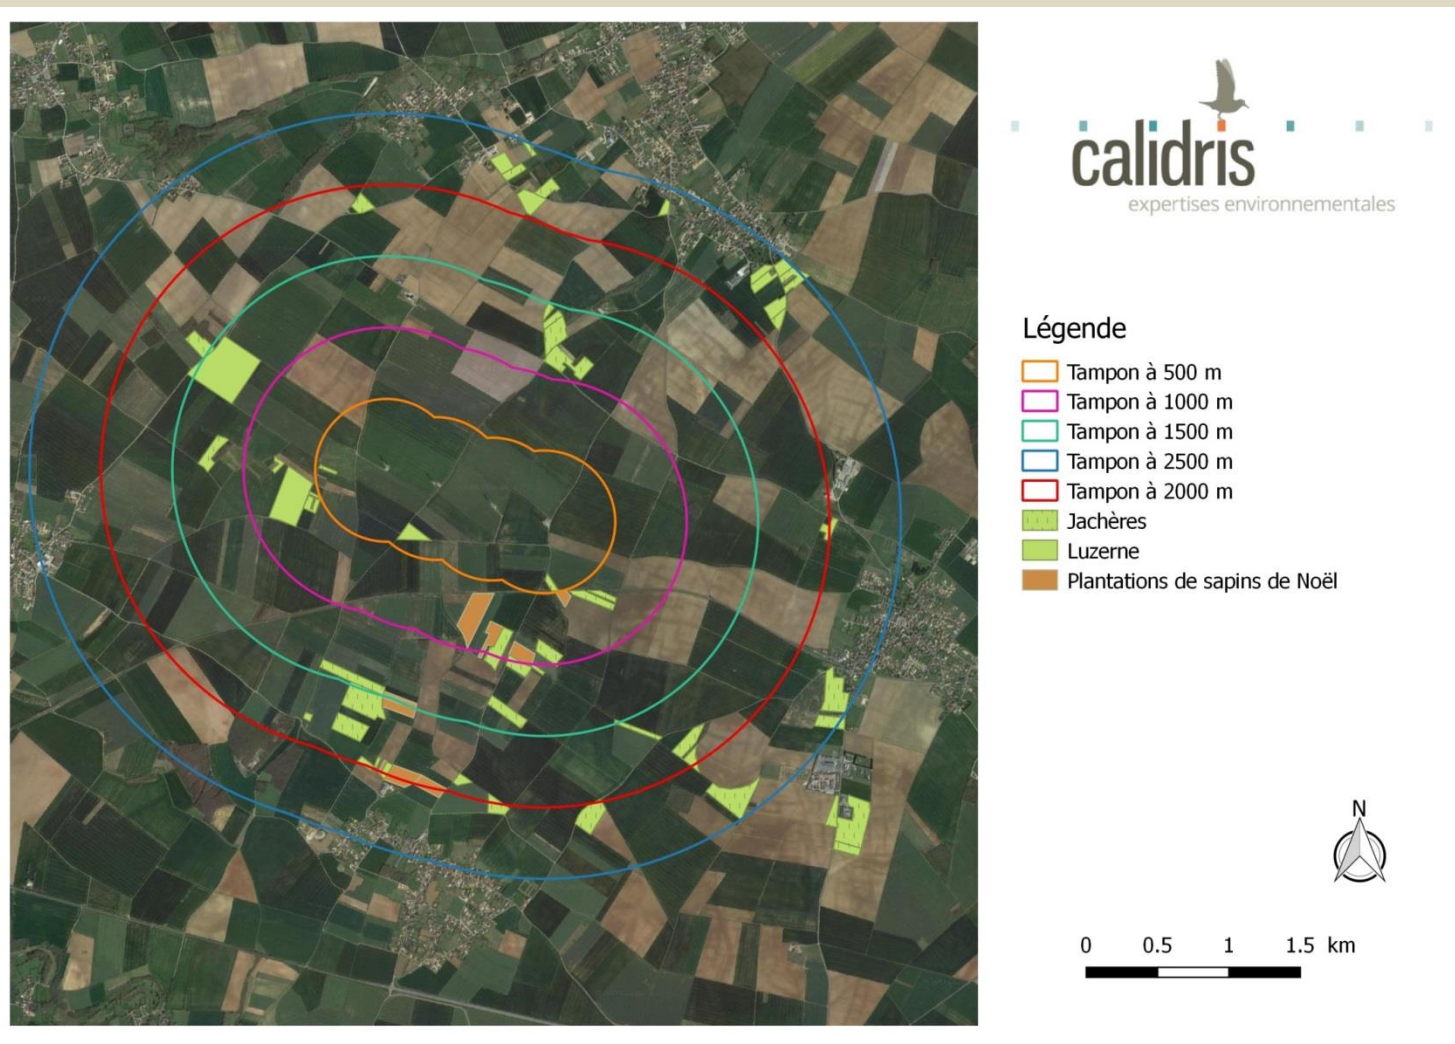 calidris
expertises environnementales
Légende
Tampon à 500 m
Tampon à 1000 m
Tampon à 1500 m
Tampon à 2500 m
Tampon à 2000 m
Jachères
Luzerne
Plantations de sapins de Noël
N
0 0.5 1 1.5 km